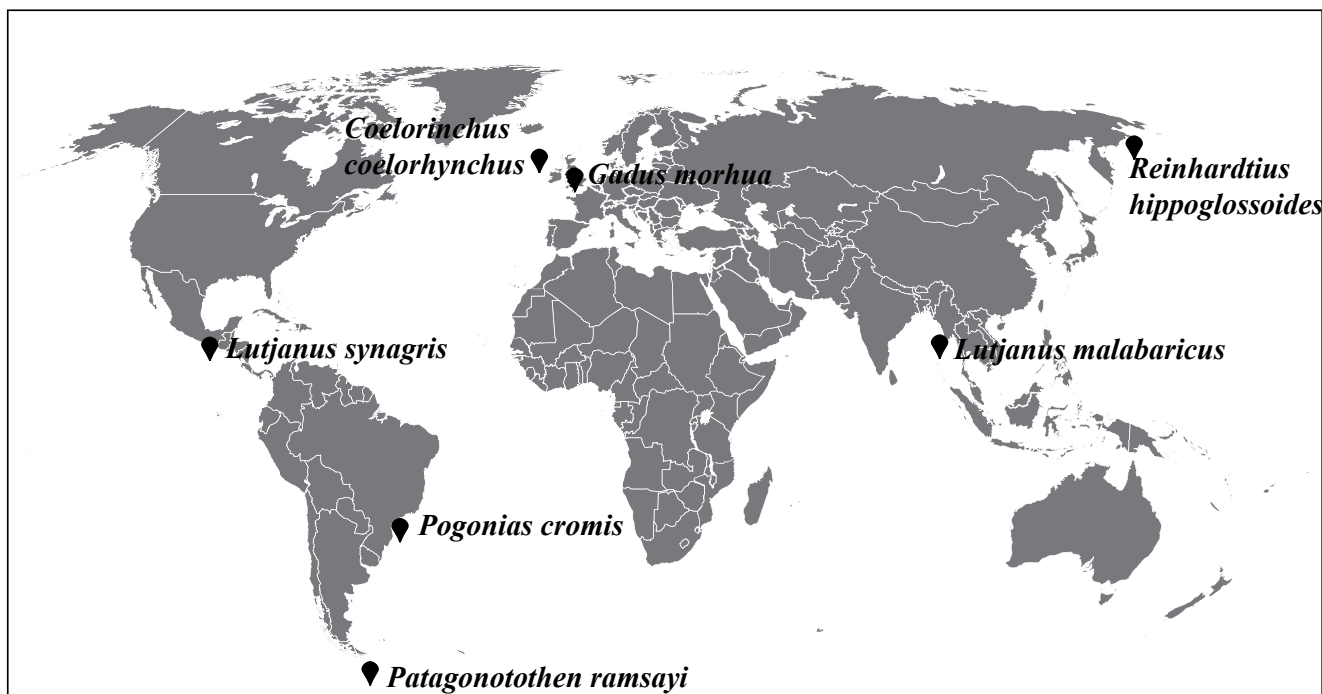 Coelorinchus
coelorhynchus
Gadus morhua
Reinhardtius
hippoglossoides
Lutjanus synagris
Lutjanus malabaricus
Pogonias cromis
Patagonotothen ramsayi